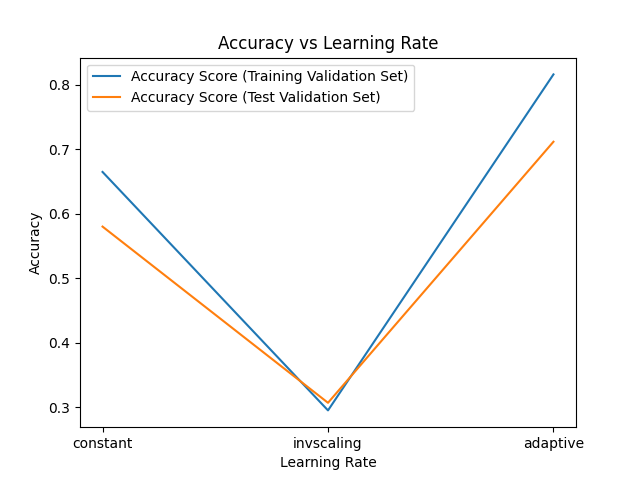 Accuracy vs Learning Rate
Accuracy Score (Training Validation Set)
Accuracy Score (Test Validation Set)
0.8
0.7
0.6
0.5
0.4
0.3
Accuracy
constant
invscaling
adaptive
Learning Rate